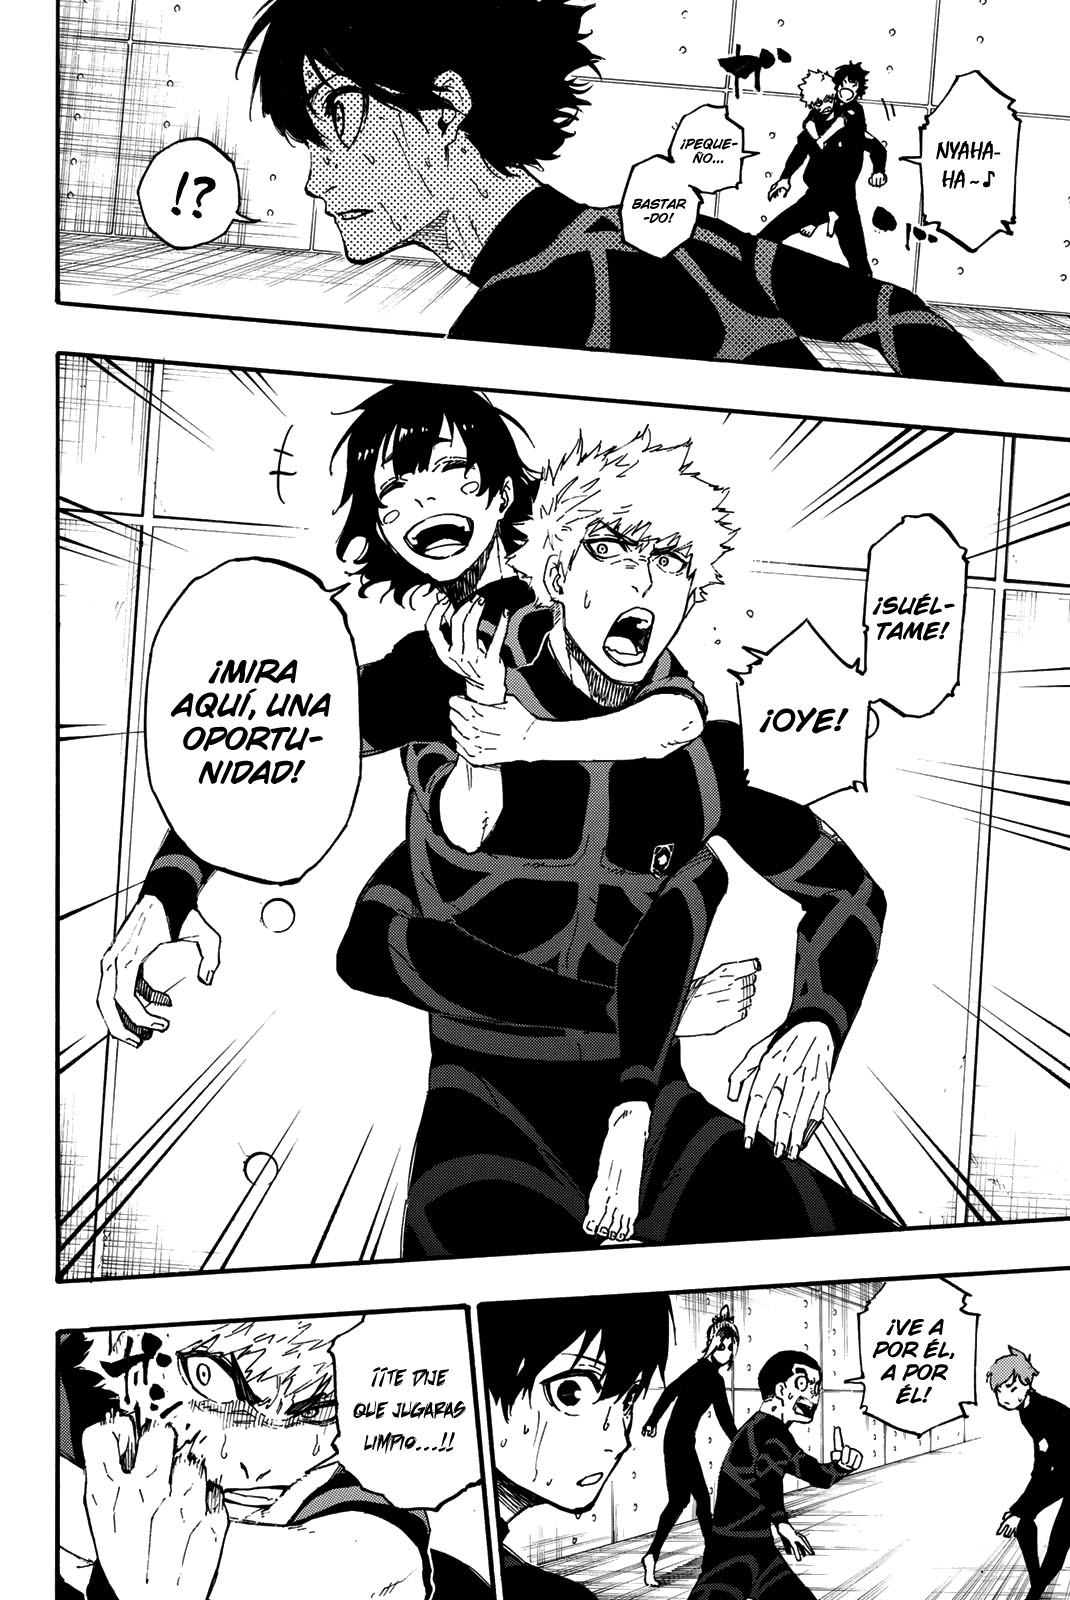 NYAHA-
HA~♪
¡PEQUE-
ÑO...
BASTAR
-DO!
!?
¡SUÉL-
TAME!
¡OYE!
¡MIRA
AQUÍ, UNA
OPORTU-
NIDAD!
¡VE A
POR ÉL,
A POR
ÉL!
¡¡TE DIJE
QUE JUGARAS
LIMPIO...!!